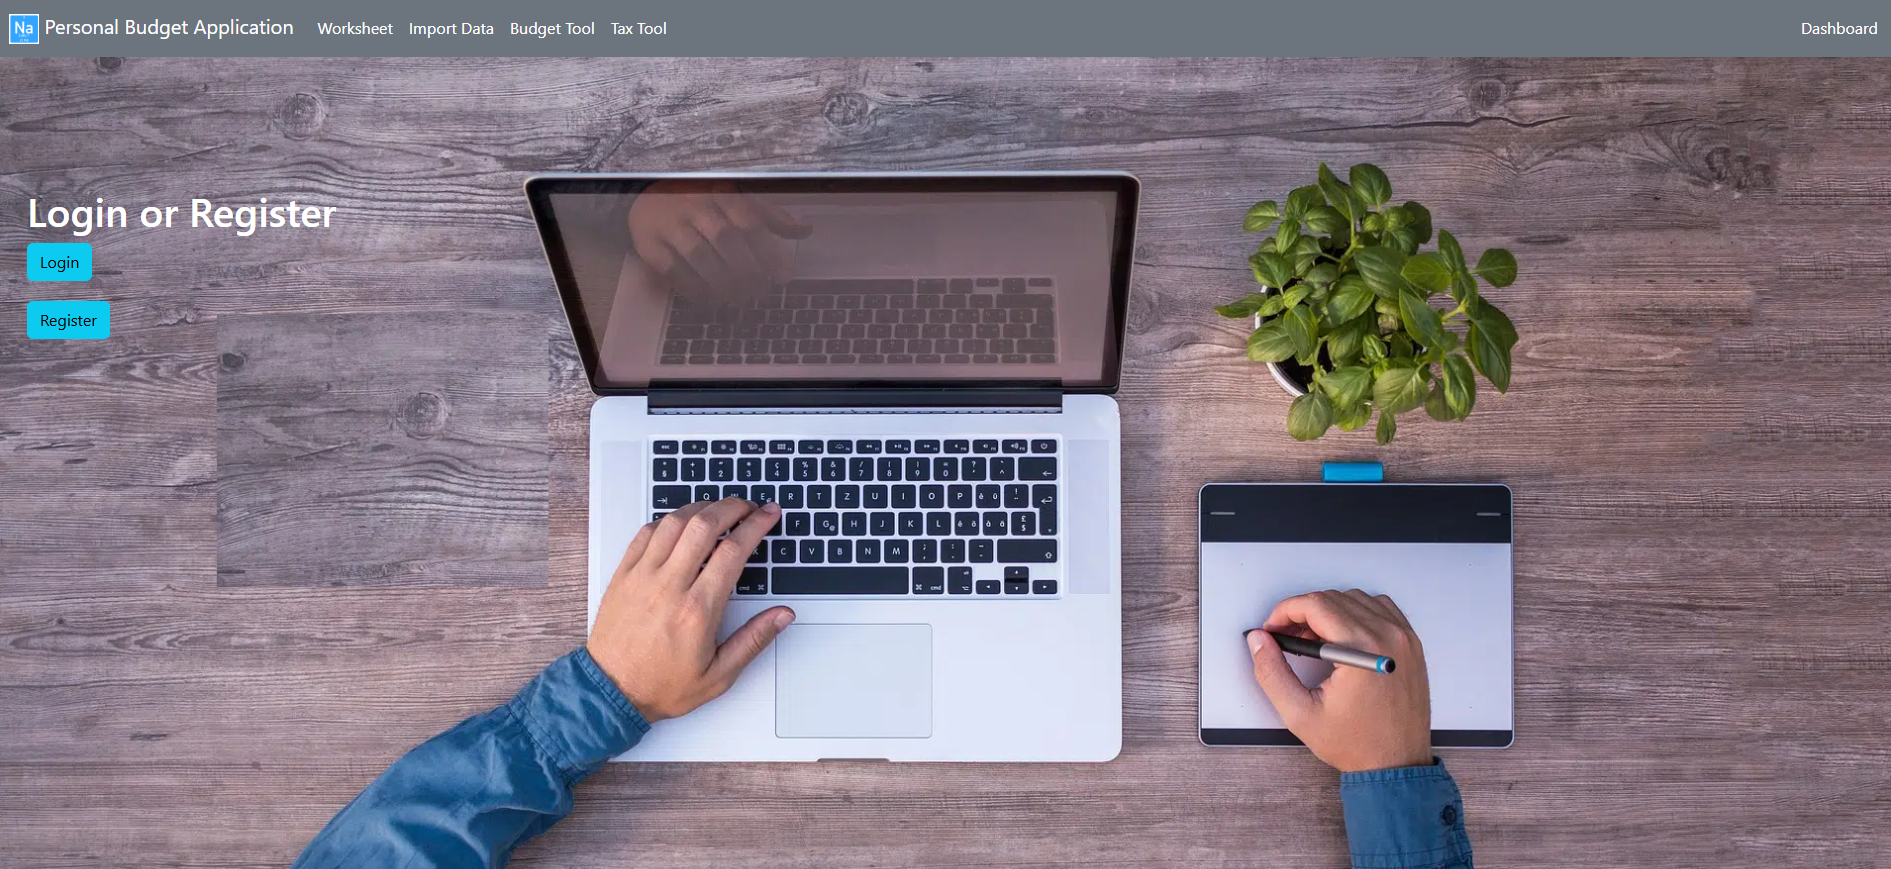 Na Personal Budget Application Worksheet Import Data Budget Tool Tax Tool Dashboard
Login or Register
Login
Register